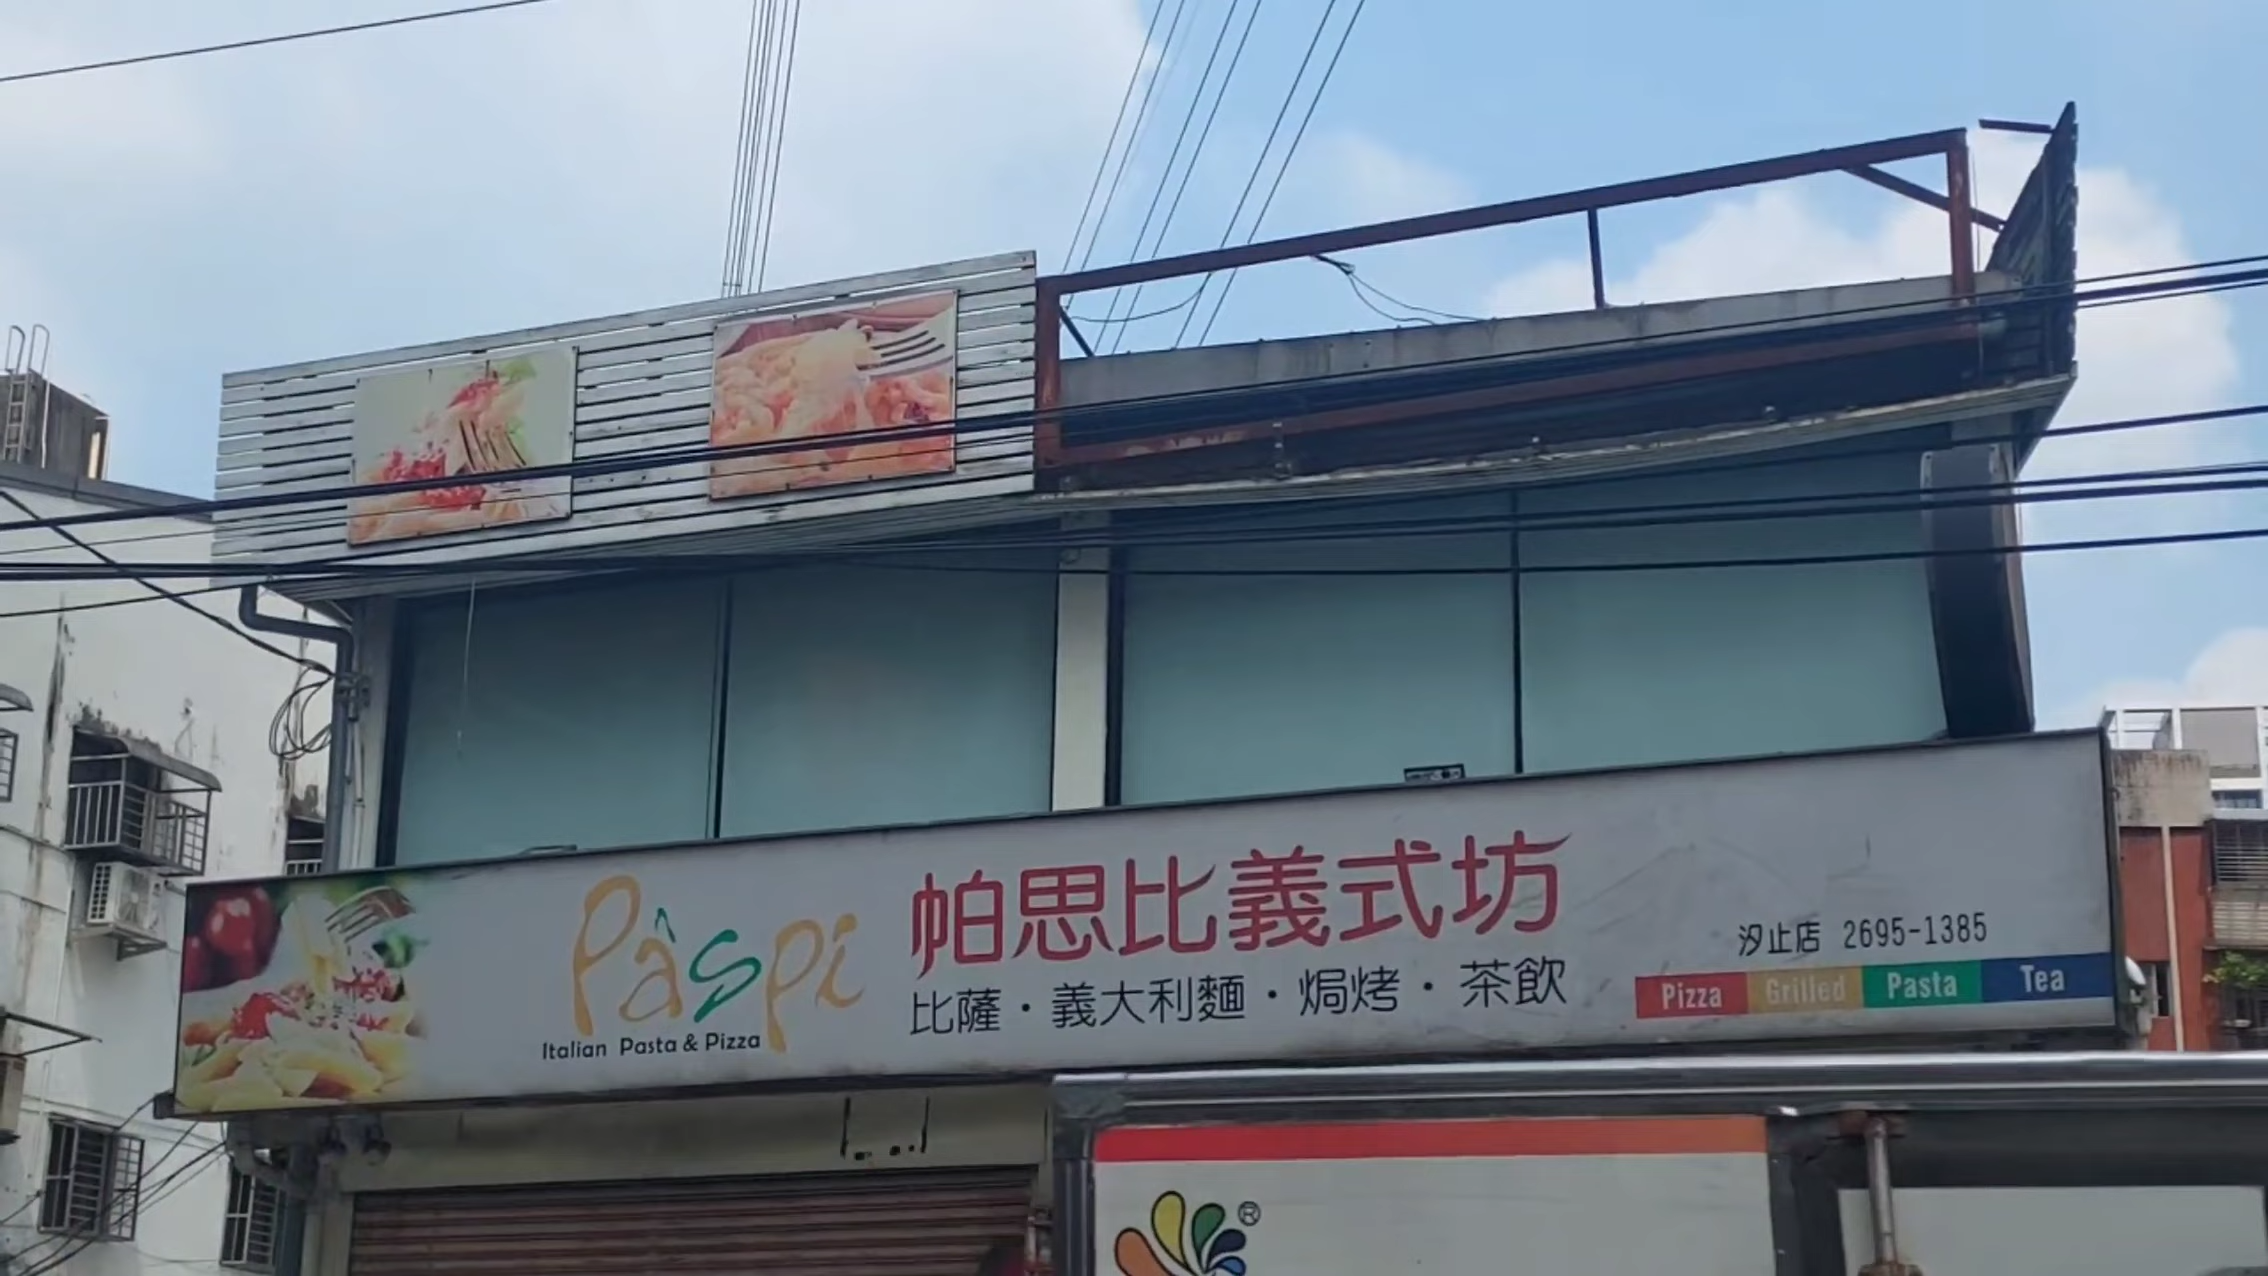 Pâspi
Italian Pasta & Pizza
帕思比義式坊
比薩・義大利麵・焗烤・茶飲
汐止店 2695-1385
Pizza Grilled Pasta Tea
®